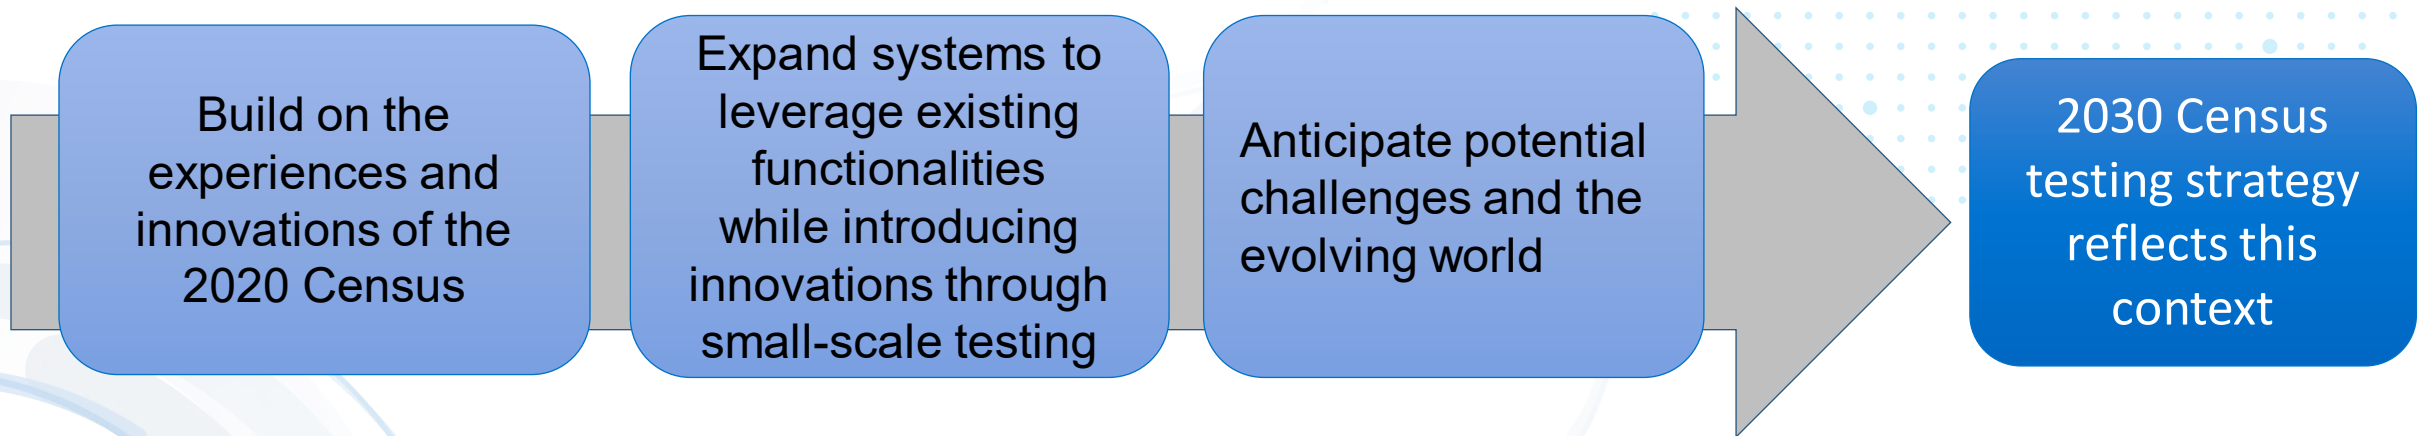 Build on the
experiences and
innovations of the
2020 Census
Expand systems to
leverage existing
functionalities
while introducing
innovations through
small-scale testing
Anticipate potential
challenges and the
evolving world
2030 Census
testing strategy
reflects this
context